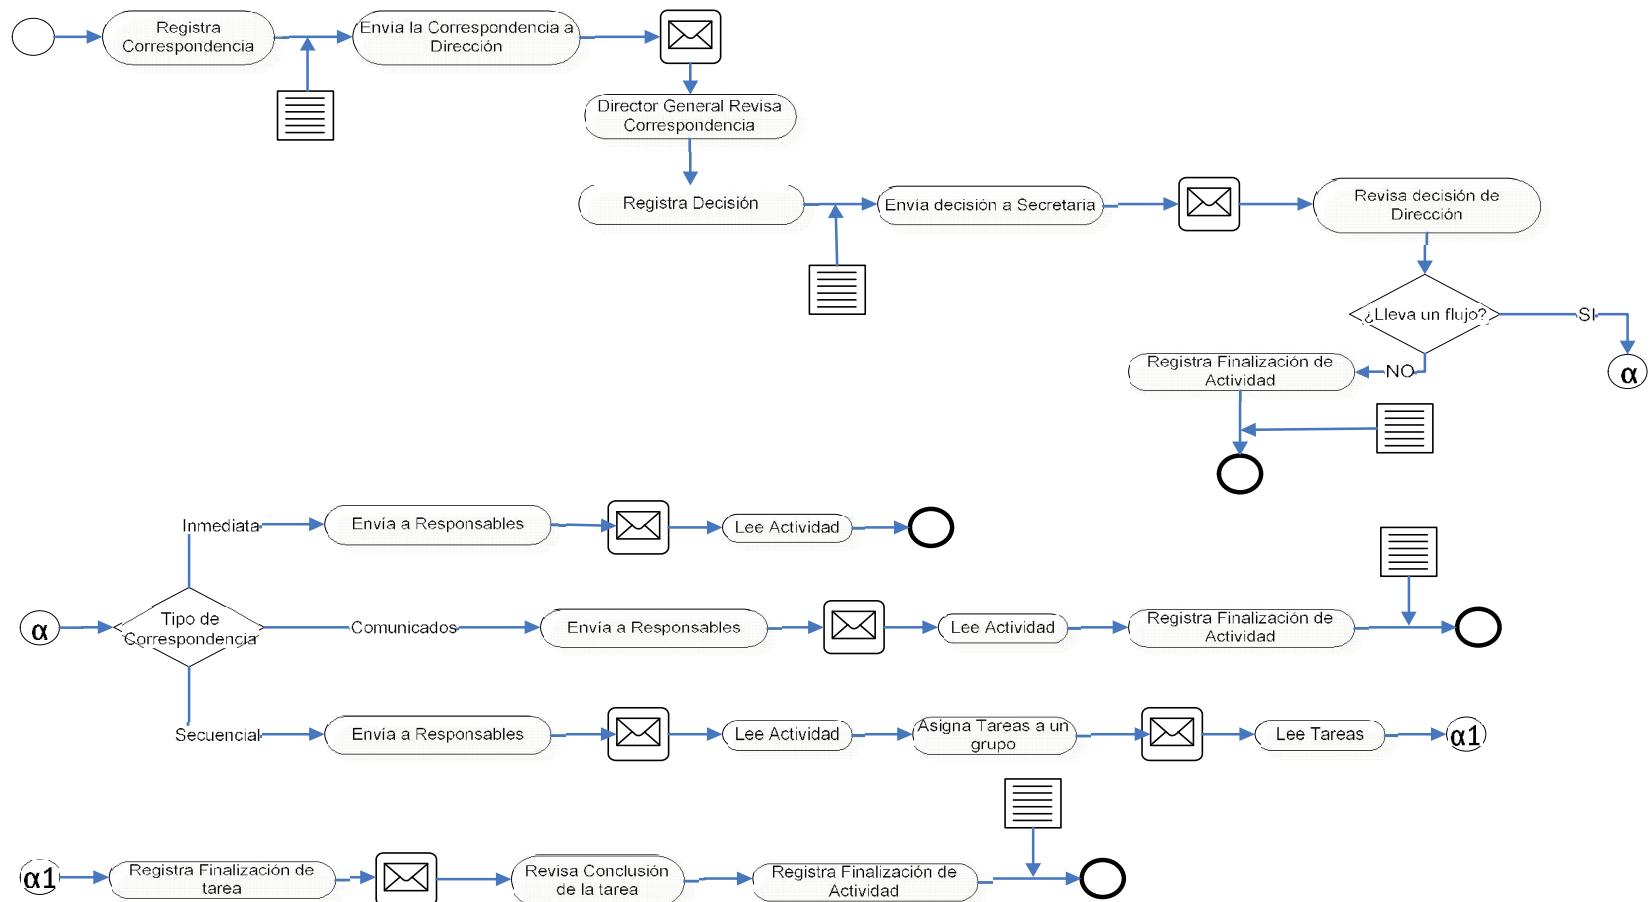 Registra
Correspondencia
Envía la Correspondencia a
Dirección
Director General Revisa
Correspondencia
Registra Decisión
Envía decisión a Secretaria
Revisa decisión de
Dirección
¿Lleva un flujo?
SI
α
NO
Registra Finalización de
Actividad
Inmediata
Envía a Responsables
Lee Actividad
α
Tipo de
Correspondencia
Comunicados
Envía a Responsables
Lee Actividad
Registra Finalización de
Actividad
Secuencial
Envía a Responsables
Lee Actividad
Asigna Tareas a un
grupo
Lee Tareas
α1
α1
Registra Finalización de
tarea
Revisa Conclusión
de la tarea
Registra Finalización de
Actividad